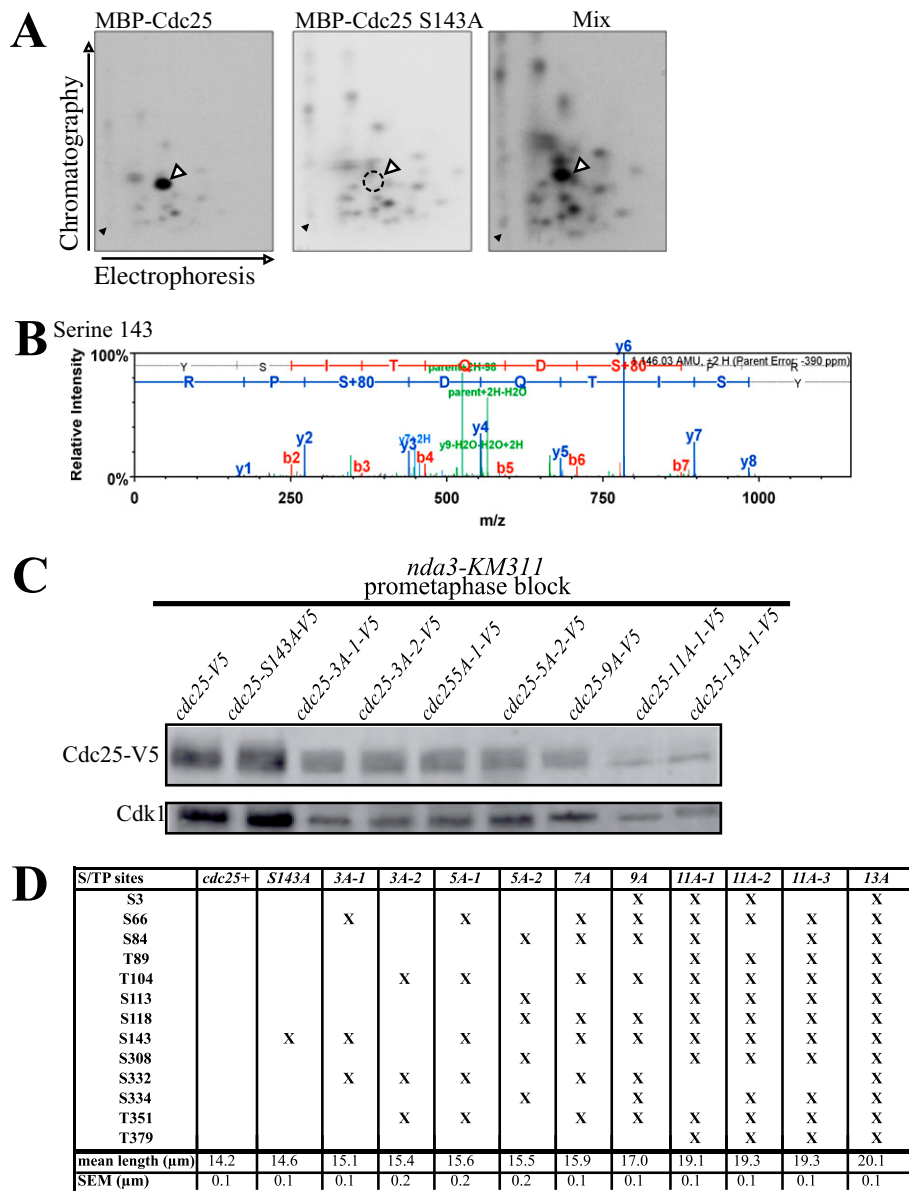 A
MBP-Cdc25
MBP-Cdc25 S143A
Mix
Chromatography
Electrophoresis
B Serine 143
Relative Intensity
100%
0%
Y S I T Q D S+80 P R
R P S+80 D Q T I S Y
1,146.03 AMU, +2 H (Parent Error: -390 ppm)
parent+2H-98
parent+2H-H2O
y9-H2O-H2O+2H
y7+2H
y1 y2 y3 y4 y5 y6 y7 y8
b2 b3 b4 b5 b6 b7
0 250 500 750 1000
m/z
C
nda3-KM311
prometaphase block
cdc25-V5
cdc25-S143A-V5
cdc25-3A-1-V5
cdc25-3A-2-V5
cdc255A-1-V5
cdc25-5A-2-V5
cdc25-9A-V5
cdc25-11A-1-V5
cdc25-13A-1-V5
Cdc25-V5
Cdk1
D
S/TP sites cdc25+ S143A 3A-1 3A-2 5A-1 5A-2 7A 9A 11A-1 11A-2 11A-3 13A
S3 X X X X
S66 X X X X X X X X
S84 X X X X X X
T89 X X X X
T104 X X X X X X X X
S113 X X X X X
S118 X X X X X X X
S143 X X X X X X X X X
S308 X X X X X
S332 X X X X X X
S334 X X X X X
T351 X X X X X X X X
T379 X X X X
mean length (µm) 14.2 14.6 15.1 15.4 15.6 15.5 15.9 17.0 19.1 19.3 19.3 20.1
SEM (µm) 0.1 0.1 0.1 0.2 0.2 0.2 0.1 0.1 0.1 0.1 0.1 0.1